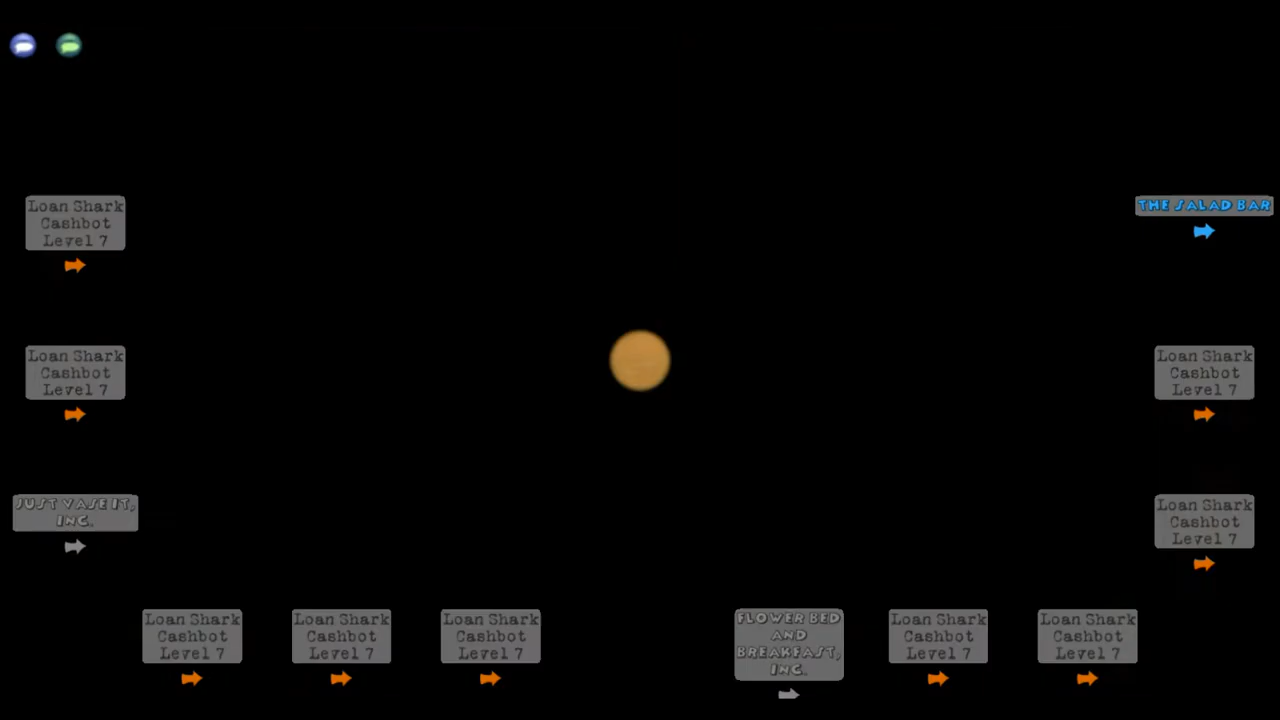 Loan Shark
Cashbot
Level 7
THE SALAD BAR
Loan Shark
Cashbot
Level 7
Loan Shark
Cashbot
Level 7
JUST VASE IT,
INC.
Loan Shark
Cashbot
Level 7
Loan Shark
Cashbot
Level 7
Loan Shark
Cashbot
Level 7
Loan Shark
Cashbot
Level 7
FLOWER BED
AND
BREAKFAST,
INC.
Loan Shark
Cashbot
Level 7
Loan Shark
Cashbot
Level 7